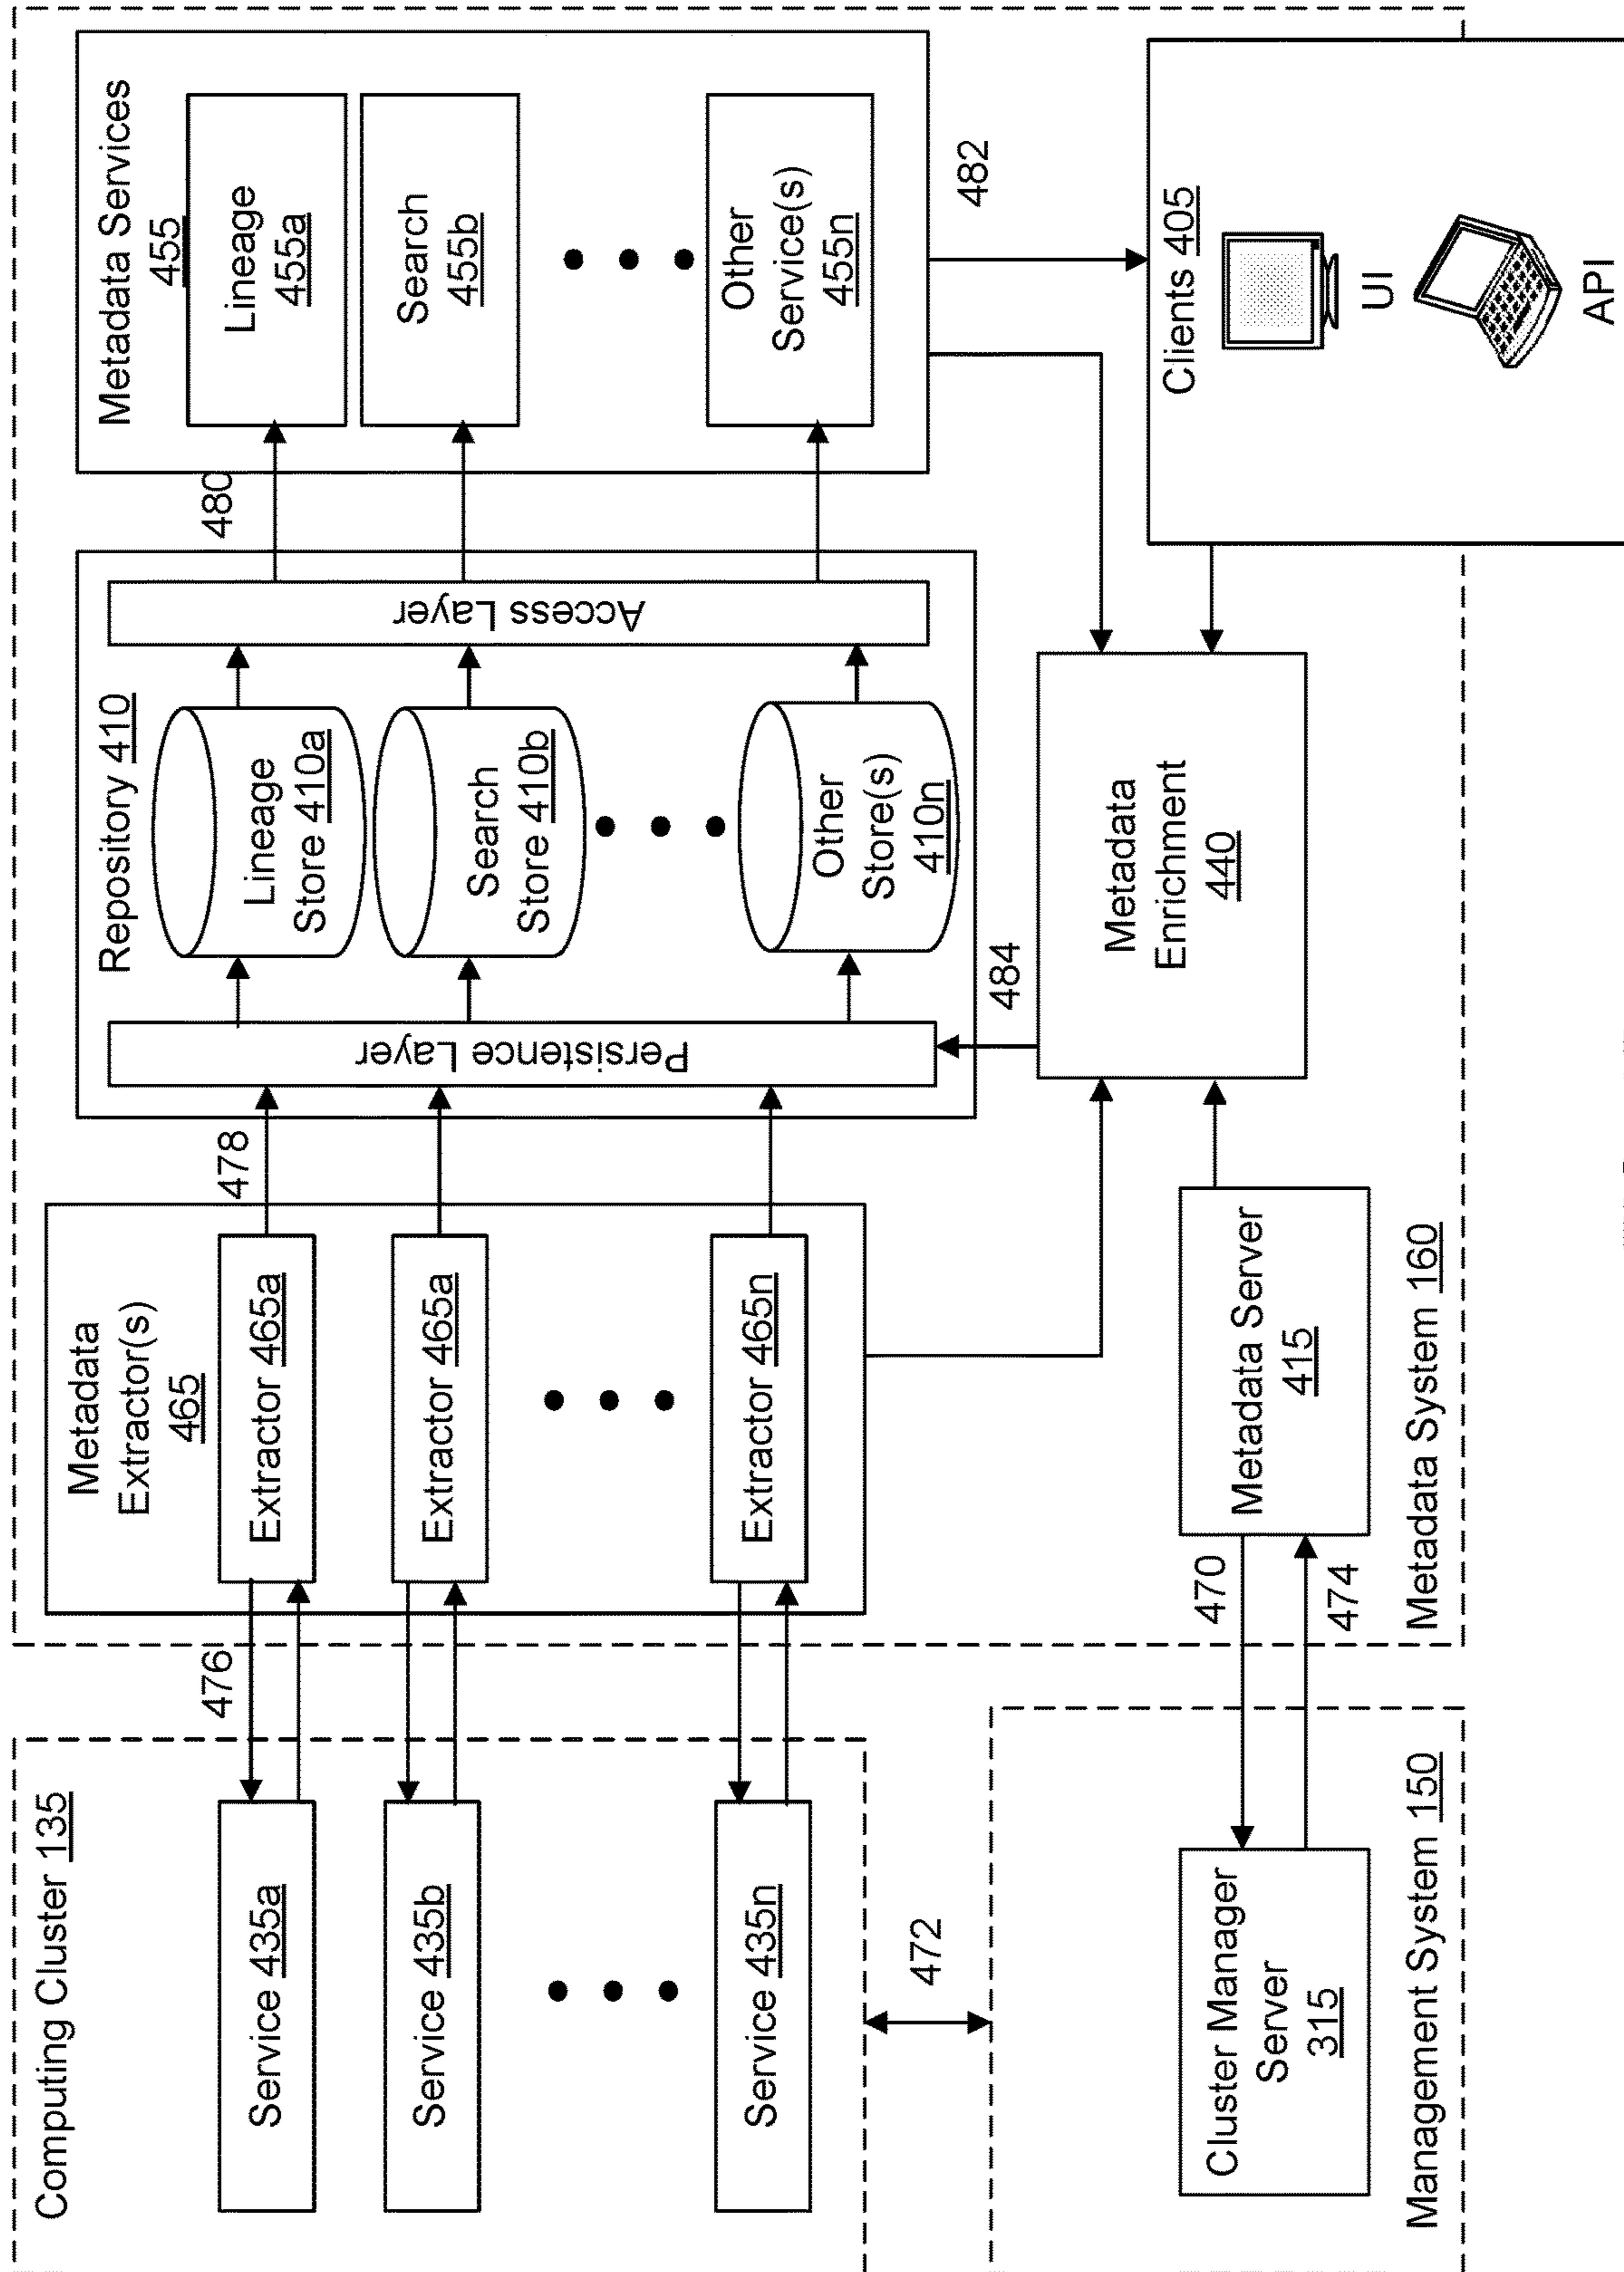 Computing Cluster 135
Service 435a
Service 435b
Service 435n
472
Cluster Manager
Server
315
Management System 150
476
470
474
Metadata
Extractor(s)
465
Extractor 465a
Extractor 465a
Extractor 465n
478
Metadata Server
415
Metadata System 160
Repository 410
Persistence Layer
Lineage
Store 410a
Search
Store 410b
Other
Store(s)
410n
Access Layer
484
Metadata
Enrichment
440
480
Metadata Services
455
Lineage
455a
Search
455b
Other
Service(s)
455n
482
Clients 405
UI
API